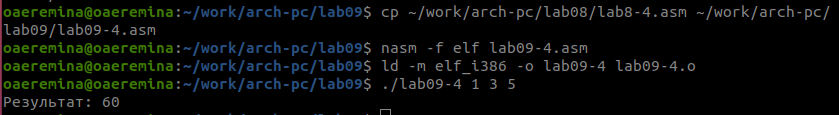 oaeremina@oaeremina:~/work/arch-pc/lab09$ cp ~/work/arch-pc/lab08/lab8-4.asm ~/work/arch-pc/
lab09/lab09-4.asm
oaeremina@oaeremina:~/work/arch-pc/lab09$ nasm -f elf lab09-4.asm
oaeremina@oaeremina:~/work/arch-pc/lab09$ ld -m elf_i386 -o lab09-4 lab09-4.o
oaeremina@oaeremina:~/work/arch-pc/lab09$ ./lab09-4 1 3 5
Результат: 60
oaeremina@oaeremina:~/work/arch-pc/lab09$